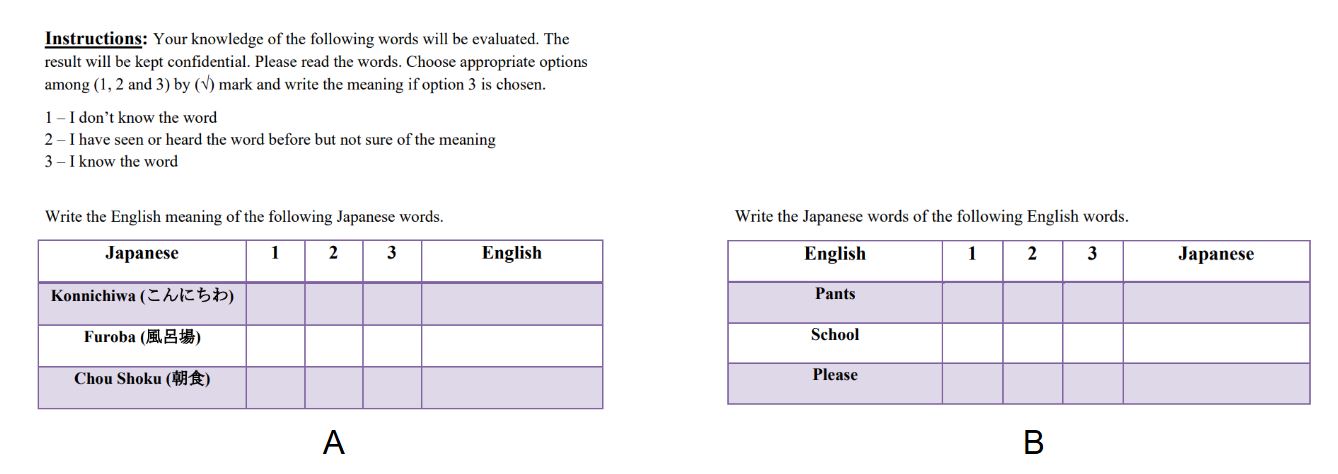 Instructions: Your knowledge of the following words will be evaluated. The
result will be kept confidential. Please read the words. Choose appropriate options
among (1, 2 and 3) by (√) mark and write the meaning if option 3 is chosen.
1 – I don’t know the word
2 – I have seen or heard the word before but not sure of the meaning
3 – I know the word
Write the English meaning of the following Japanese words.
Japanese 1 2 3 English
Konnichiwa (こんにちわ)
Furoba (風呂場)
Chou Shoku (朝食)
A
Write the Japanese words of the following English words.
English 1 2 3 Japanese
Pants
School
Please
B